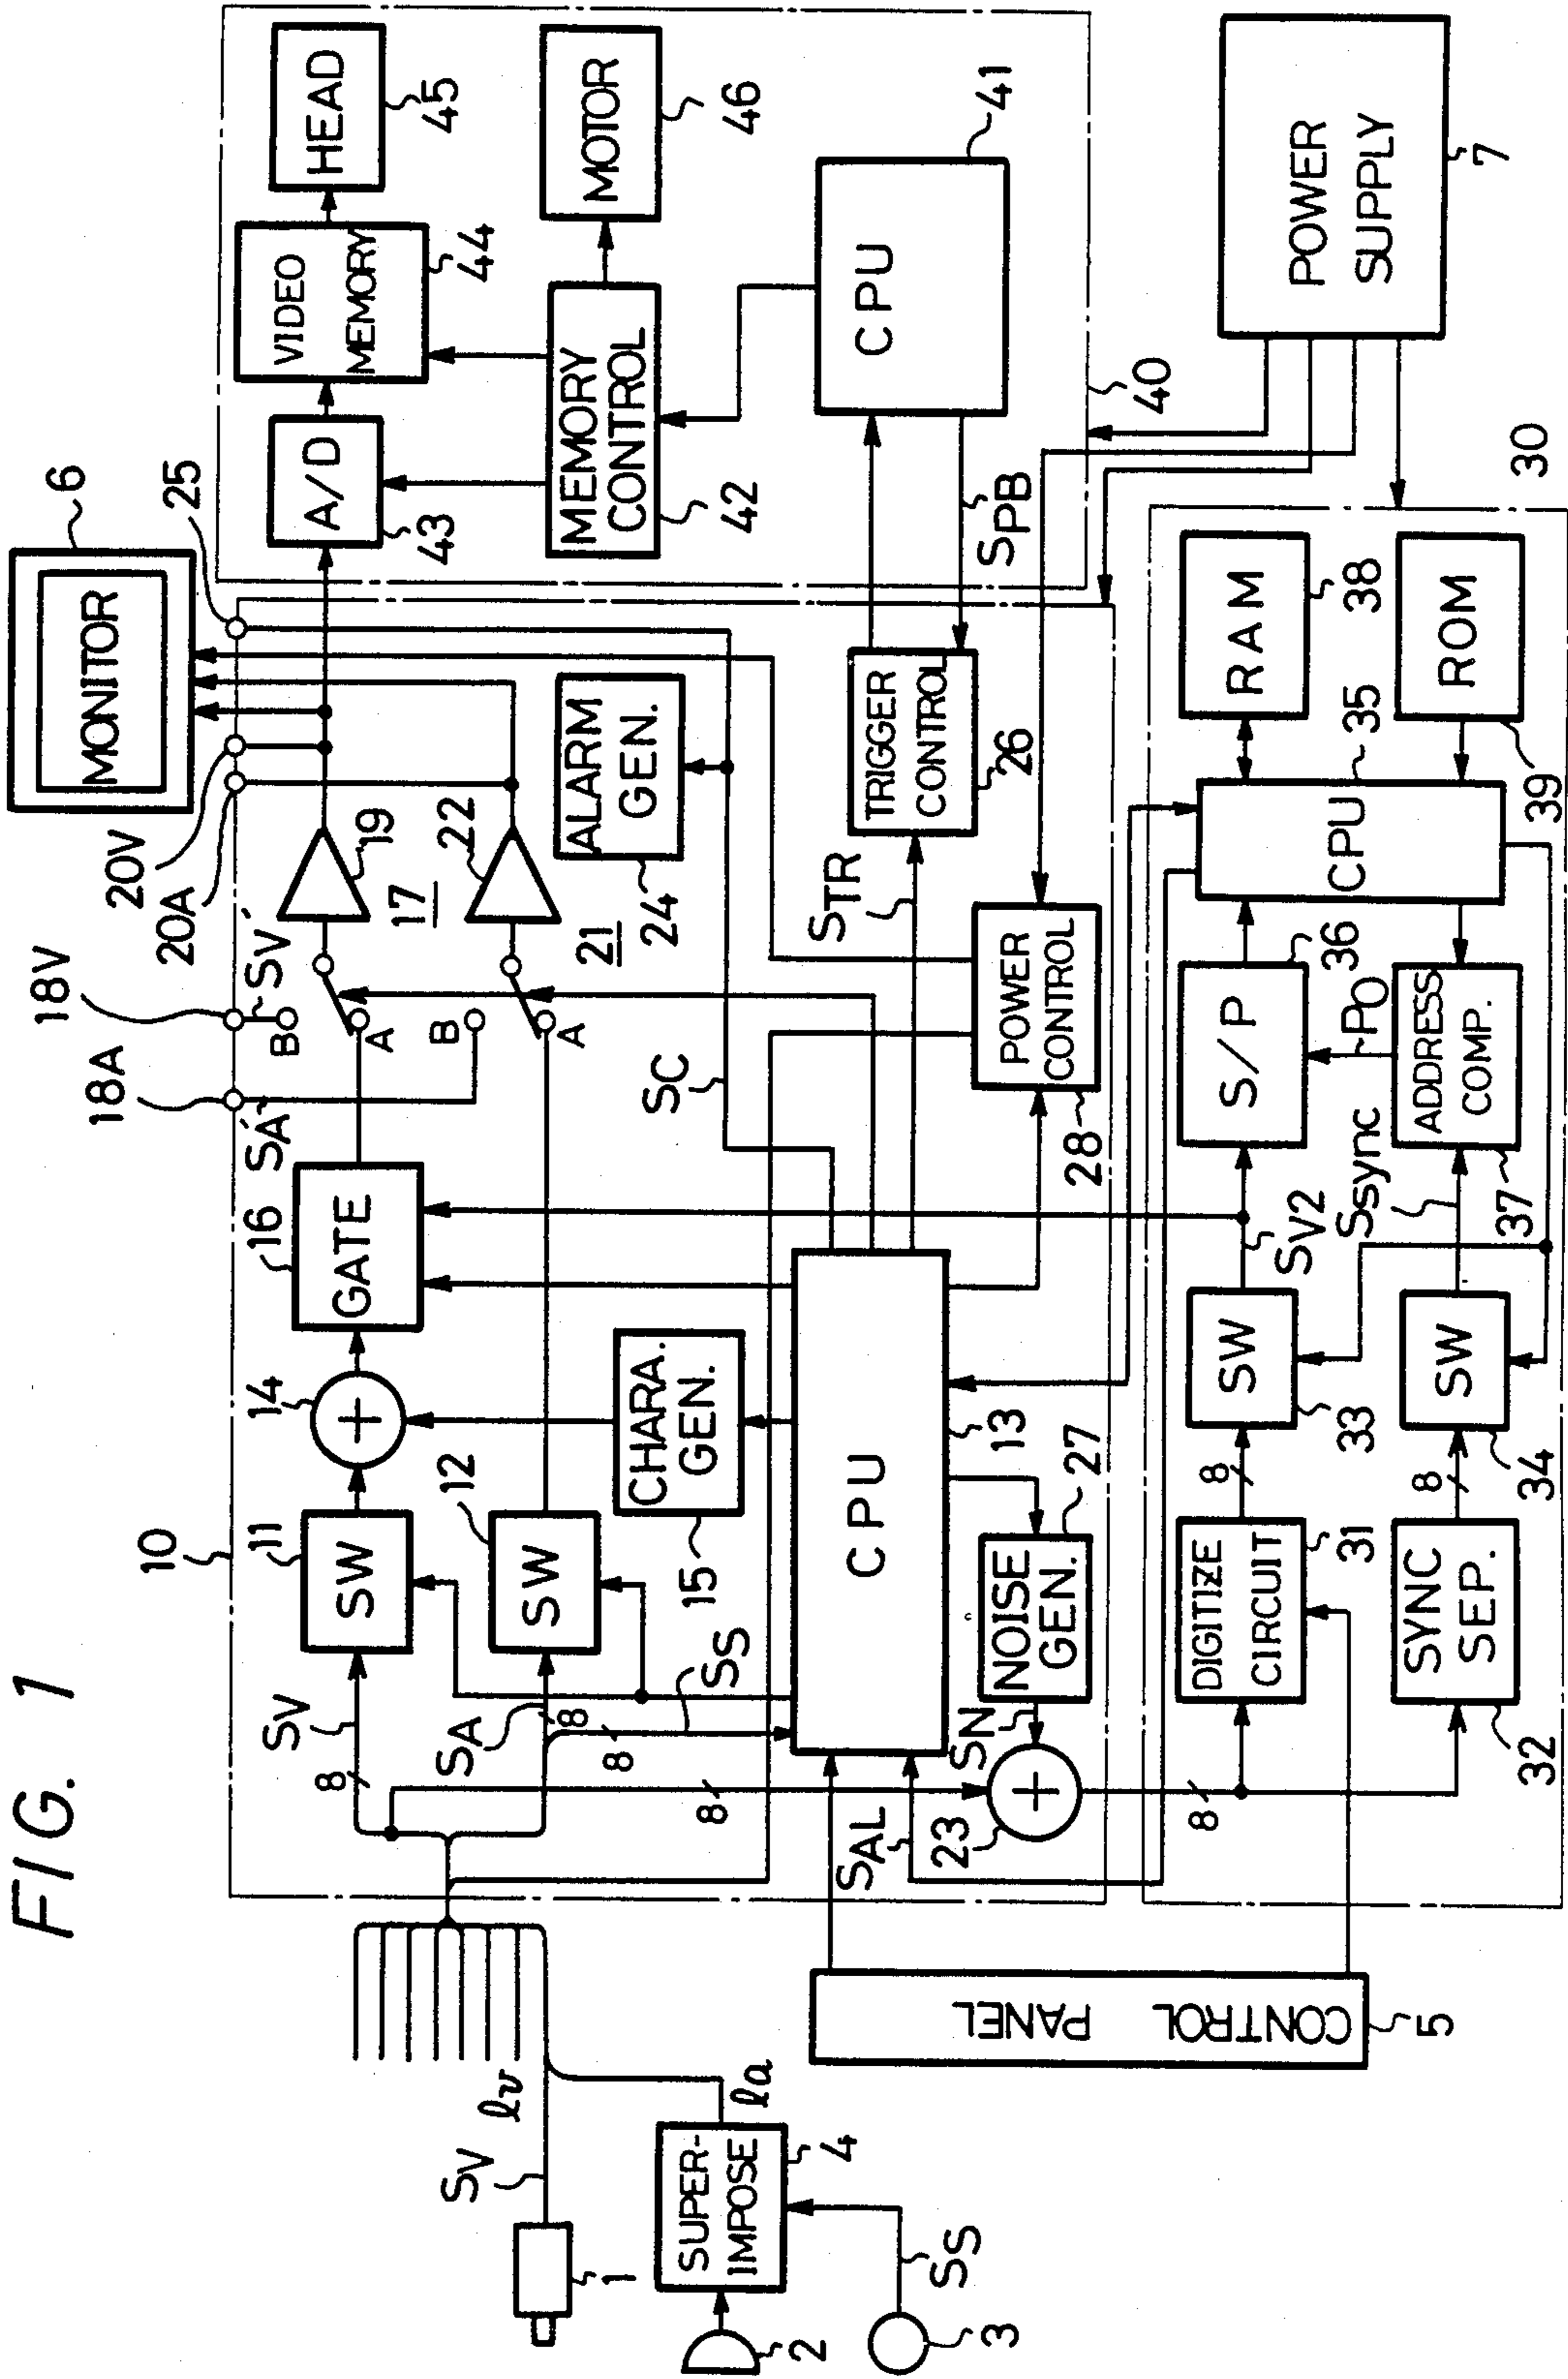 FIG. 1
10
11
SW
14
16
GATE
18A
SA'
18V
SV'
B
A
19
17
20V
20A
6
MONITOR
25
A/D
43
VIDEO
MEMORY
44
HEAD
45
SV
8
SA
8
12
SW
B
A
22
21
ALARM
GEN.
24
MEMORY
CONTROL
42
MOTOR
46
SS
8
8
CHARA.
GEN.
15
SC
STR
TRIGGER
CONTROL
26
SPB
CPU
41
40
CPU
13
POWER
CONTROL
28
SAL
23
SN
NOISE
GEN.
27
POWER
SUPPLY
7
lv
SV
1
la
SUPER-
IMPOSE
4
2
SS
3
CONTROL
PANEL
5
8
DIGITIZE
CIRCUIT
31
8
SW
33
SV2
S/P
36
CPU
35
RAM
38
30
SYNC
SEP.
32
8
SW
34
Ssync
PO
ADDRESS
COMP.
37
ROM
39